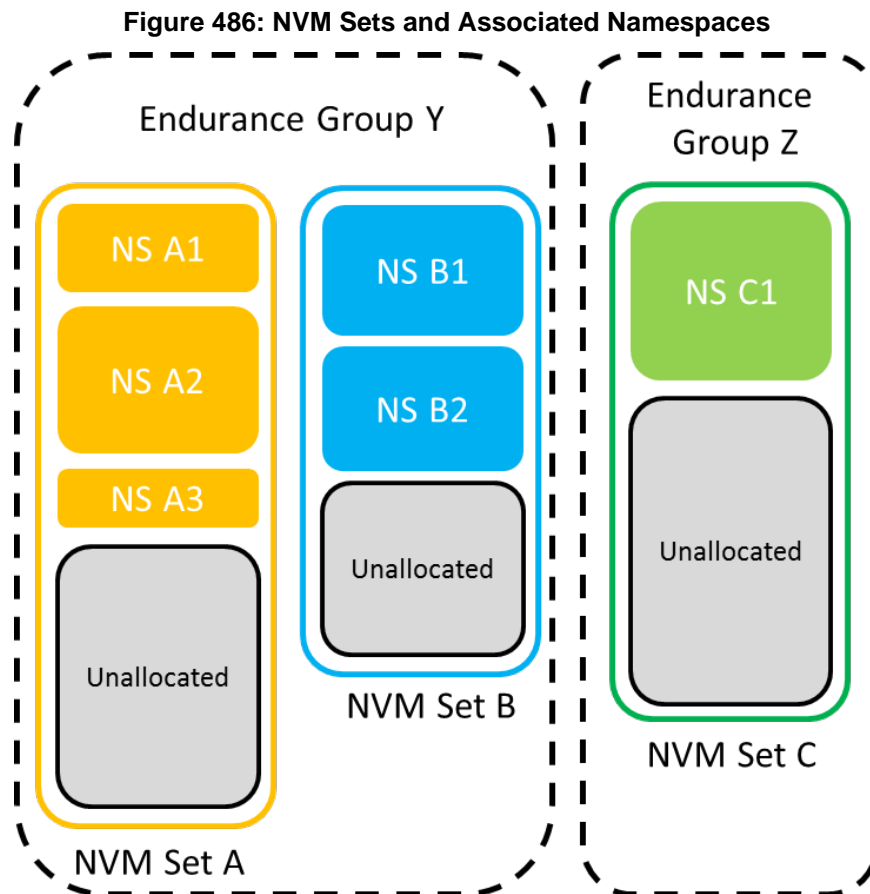 Figure 486: NVM Sets and Associated Namespaces
Endurance Group Y
NS A1
NS A2
NS A3
Unallocated
NVM Set A
NS B1
NS B2
Unallocated
NVM Set B
Endurance
Group Z
NS C1
Unallocated
NVM Set C